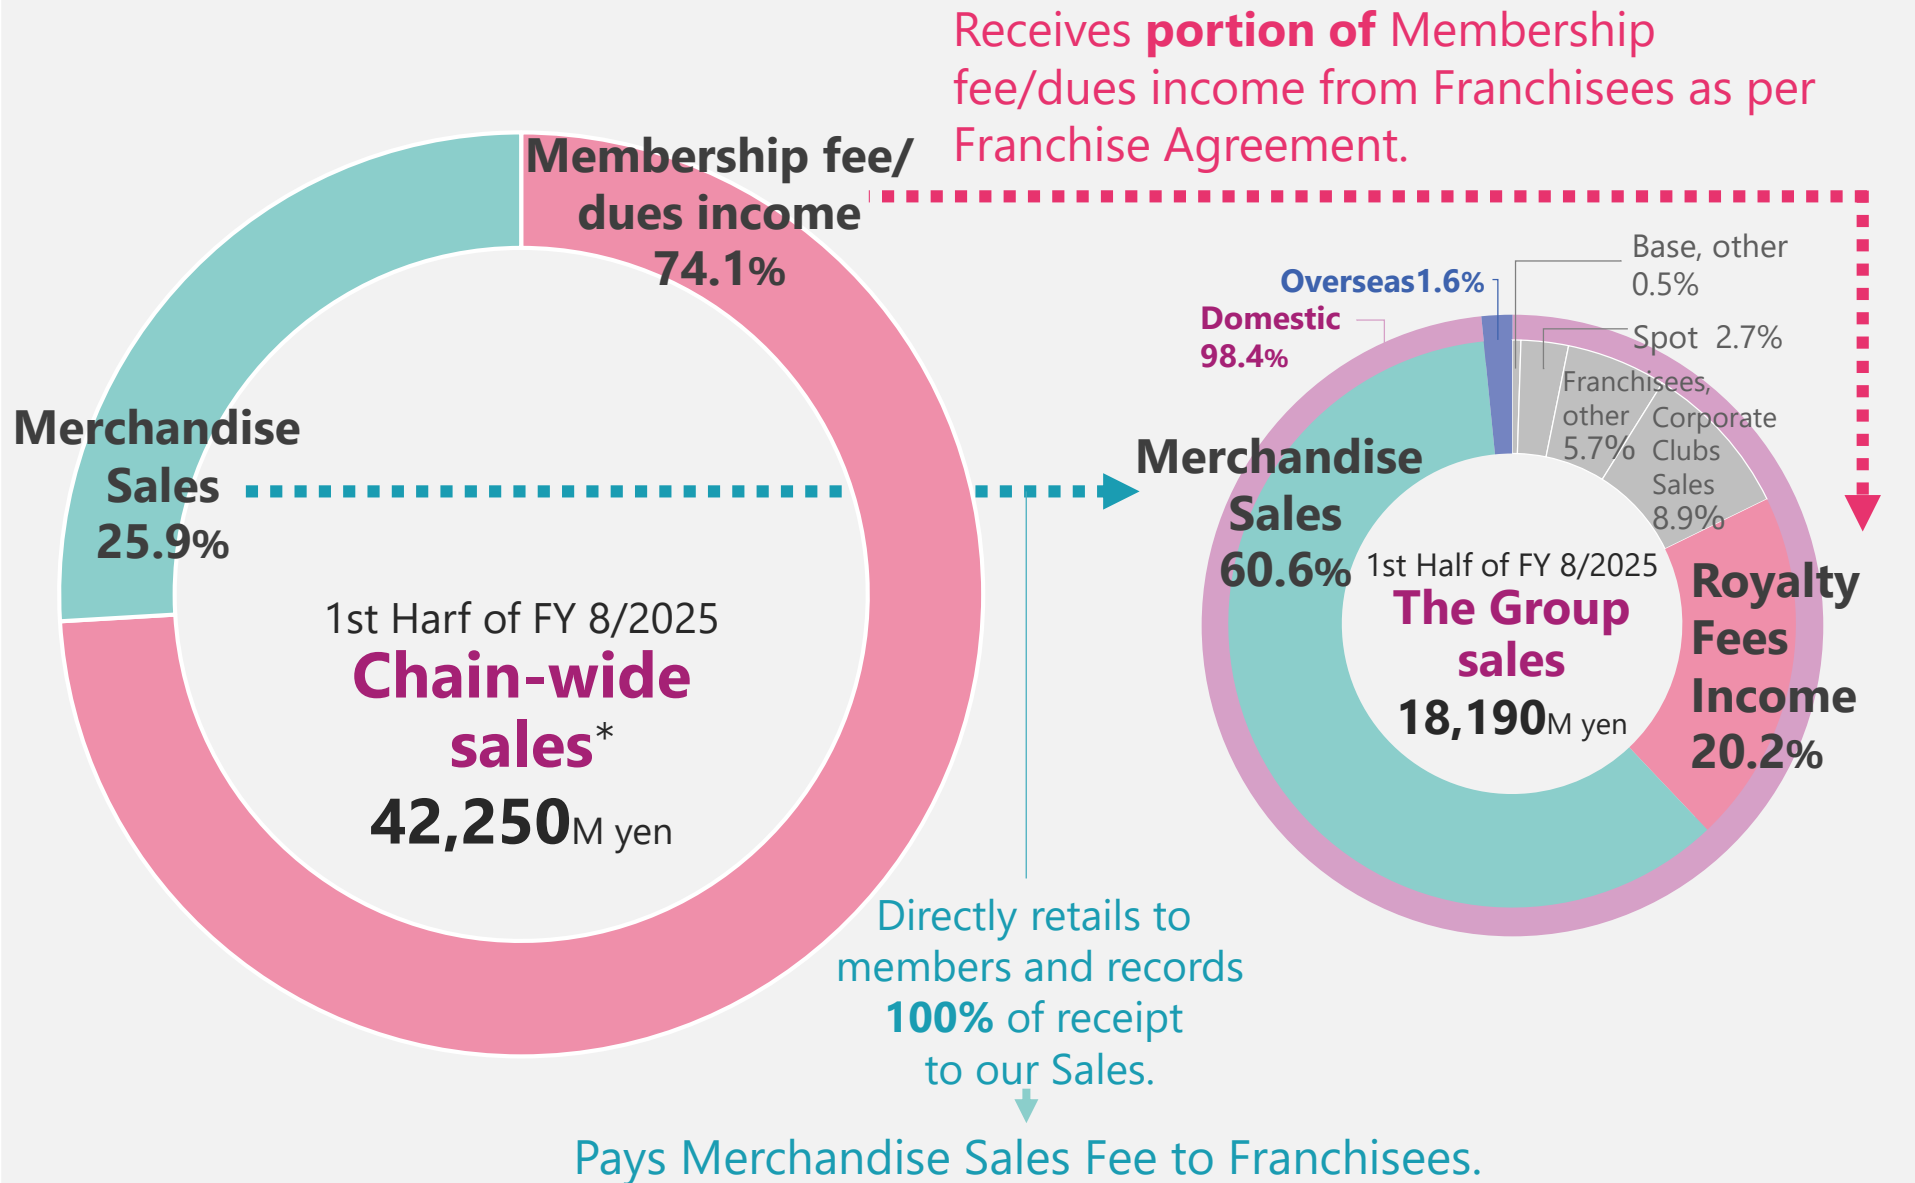 Receives portion of Membership
fee/dues income from Franchisees as per
Franchise Agreement.
Membership fee/
dues income
74.1%
Merchandise
Sales
25.9%
1st Harf of FY 8/2025
Chain-wide
sales*
42,250M yen
Base, other
0.5%
Overseas1.6%
Domestic
98.4%
Spot 2.7%
Franchisees,
other
5.7%
Corporate
Clubs
Sales
8.9%
Merchandise
Sales
60.6%
1st Half of FY 8/2025
The Group
sales
18,190M yen
Royalty
Fees
Income
20.2%
Directly retails to
members and records
100% of receipt
to our Sales.
Pays Merchandise Sales Fee to Franchisees.